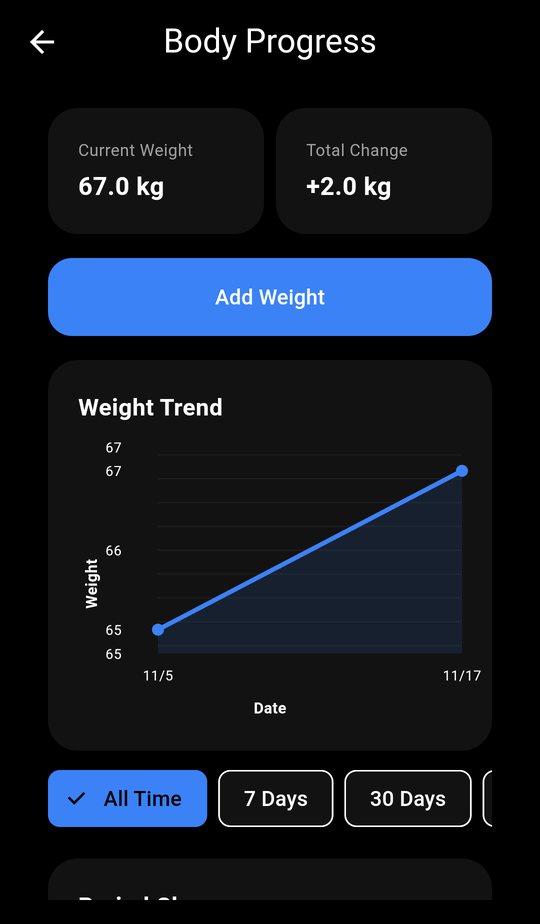 Body Progress
Current Weight
67.0 kg
Total Change
+2.0 kg
Add Weight
Weight Trend
67
67
66
65
65
Weight
11/5
11/17
Date
All Time
7 Days
30 Days